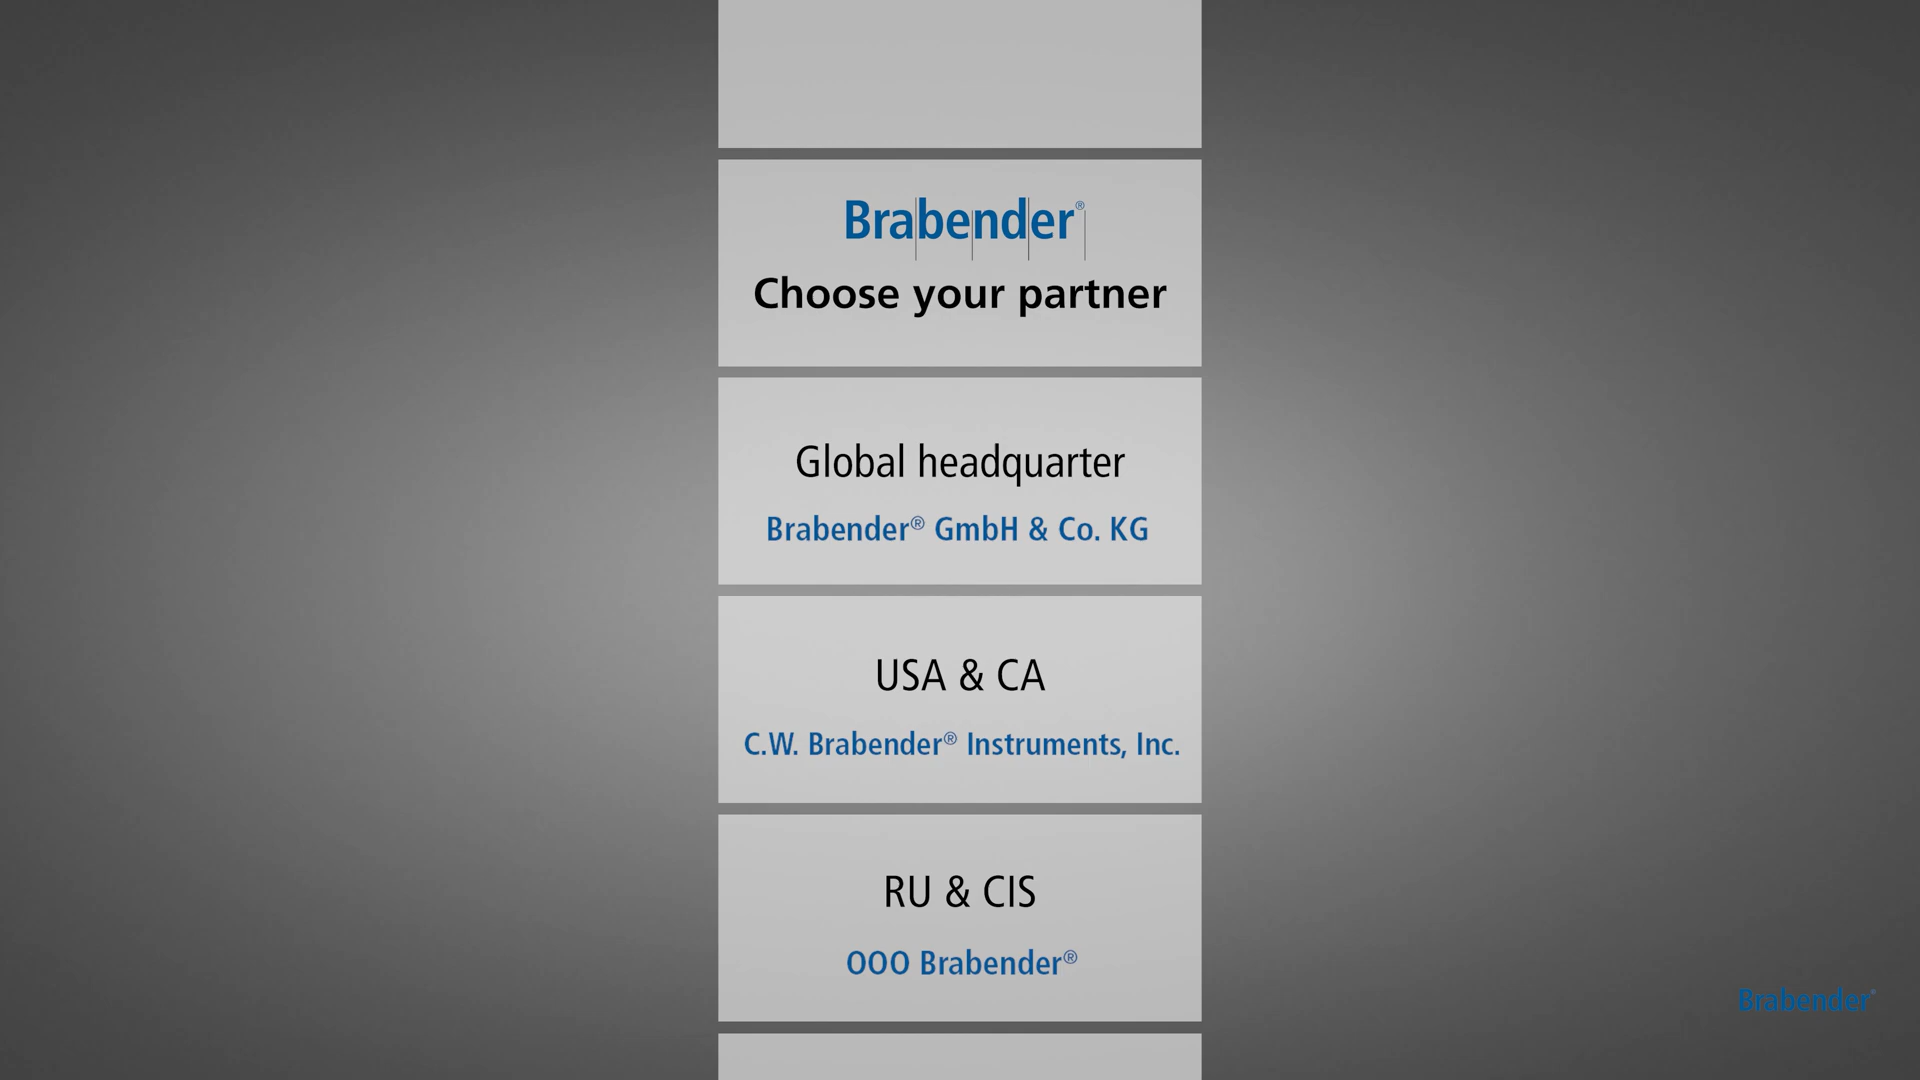 Brabender®
Choose your partner
Global headquarter
Brabender® GmbH & Co. KG
USA & CA
C.W. Brabender® Instruments, Inc.
RU & CIS
OOO Brabender®
Brabender®